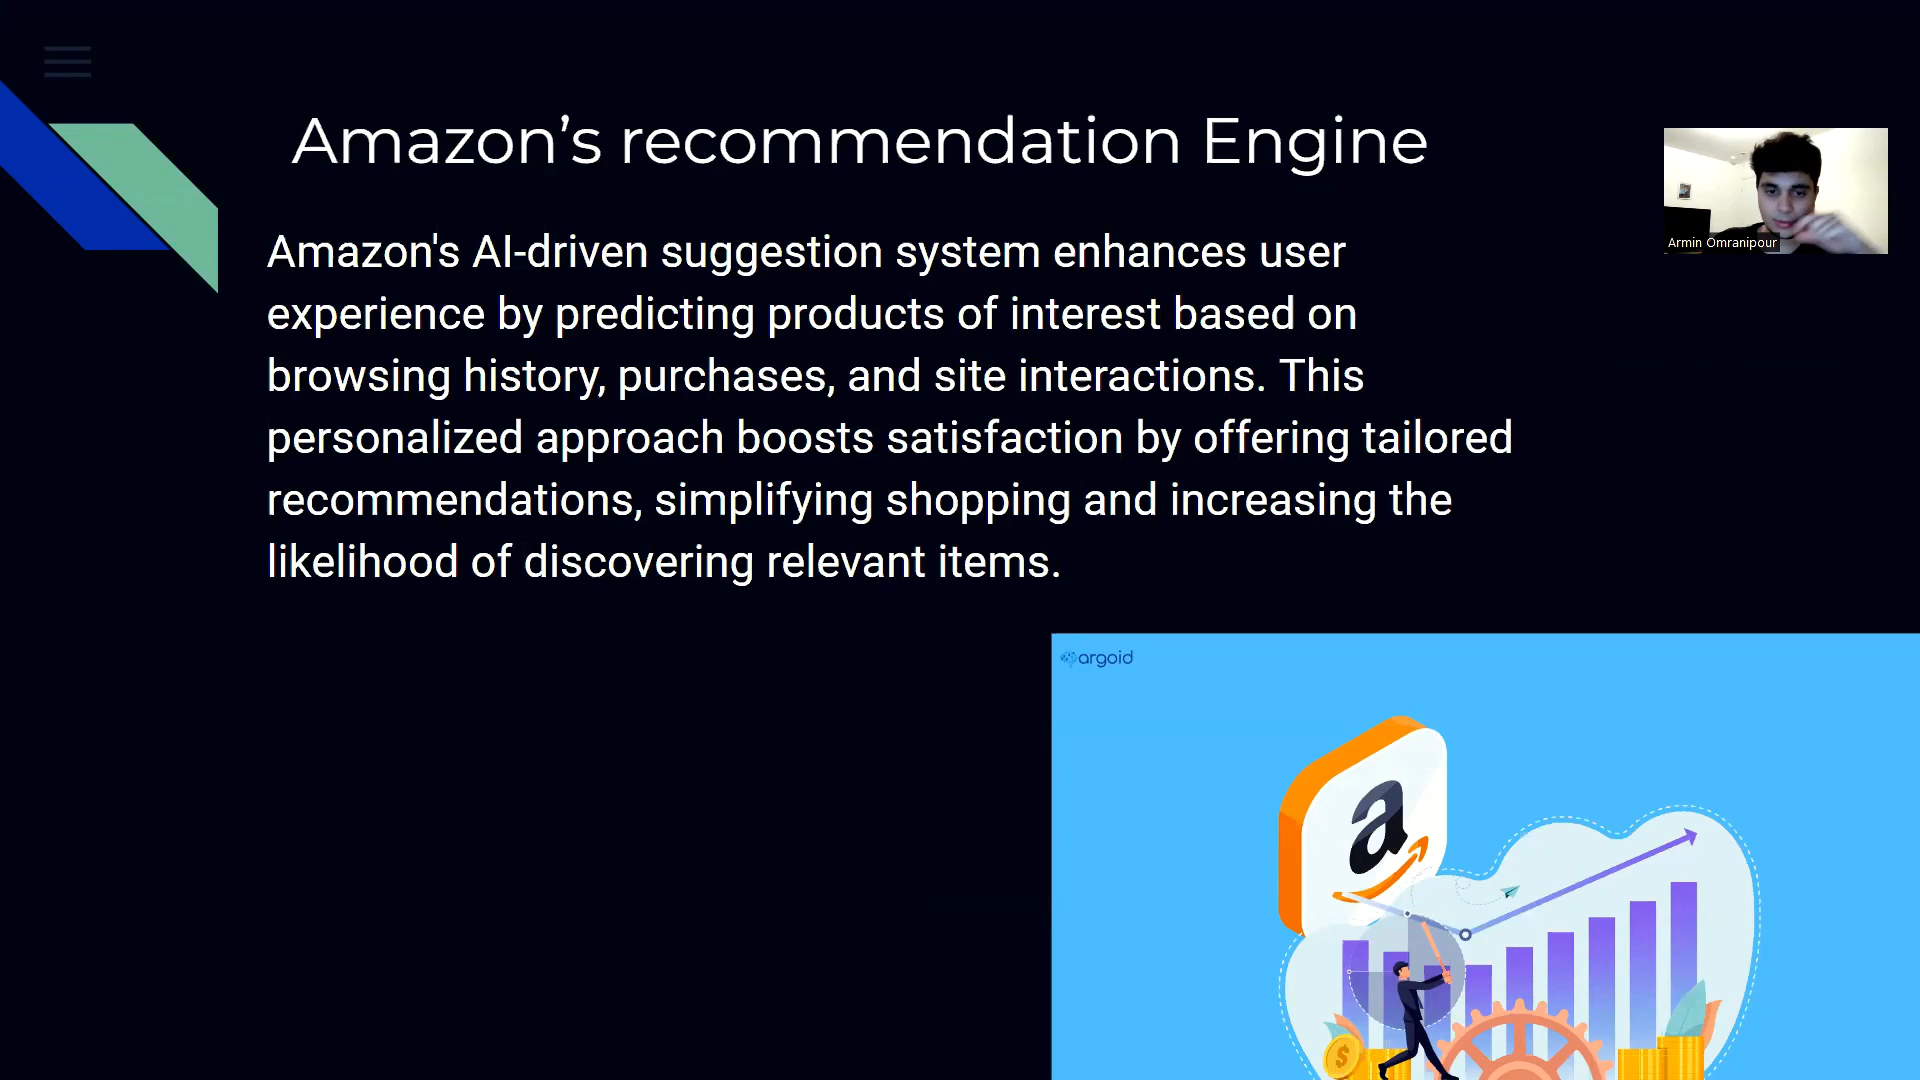 Amazon’s recommendation Engine
Armin Omranipour
Amazon's AI-driven suggestion system enhances user
experience by predicting products of interest based on
browsing history, purchases, and site interactions. This
personalized approach boosts satisfaction by offering tailored
recommendations, simplifying shopping and increasing the
likelihood of discovering relevant items.
argoid
a
$